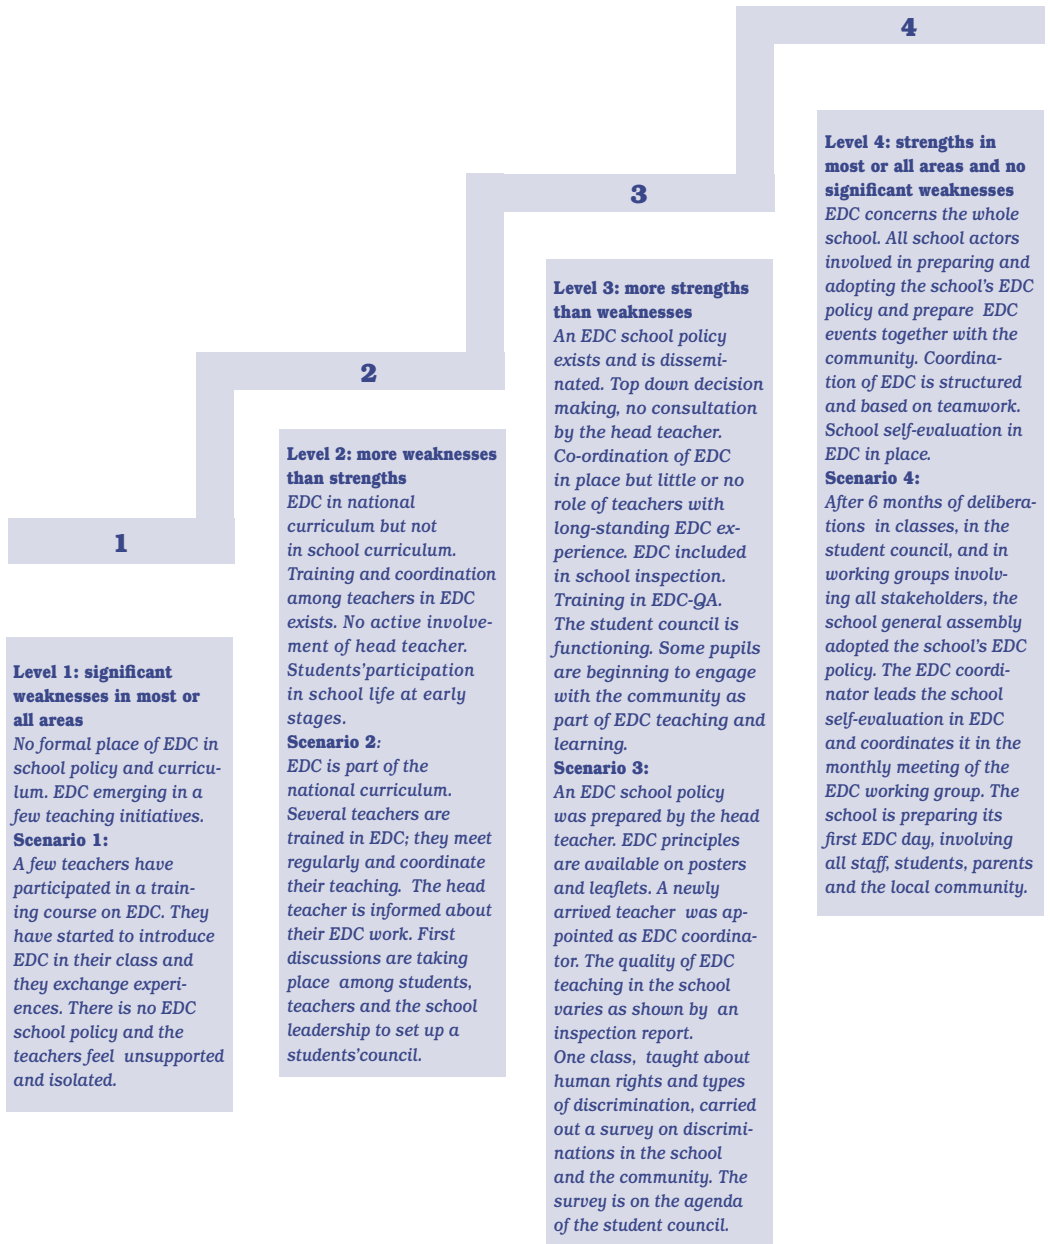 1
Level 1: significant
weaknesses in most or
all areas
No formal place of EDC in
school policy and curricu-
lum. EDC emerging in a
few teaching initiatives.
Scenario 1:
A few teachers have
participated in a train-
ing course on EDC. They
have started to introduce
EDC in their class and
they exchange experi-
ences. There is no EDC
school policy and the
teachers feel  unsupported
and isolated.
2
Level 2: more weaknesses
than strengths
EDC in national
curriculum but not
in school curriculum.
Training and coordination
among teachers in EDC
exists. No active involve-
ment of head teacher.
Students'participation
in school life at early
stages.
Scenario 2:
EDC is part of the
national curriculum.
Several teachers are
trained in EDC; they meet
regularly and coordinate
their teaching.  The head
teacher is informed about
their EDC work. First
discussions are taking
place  among students,
teachers and the school
leadership to set up a
students'council.
3
Level 3: more strengths
than weaknesses
An EDC school policy
exists and is dissemi-
nated. Top down decision
making, no consultation
by the head teacher.
Co-ordination of EDC
in place but little or no
role of teachers with
long-standing EDC ex-
perience. EDC included
in school inspection.
Training in EDC-QA.
The student council is
functioning. Some pupils
are beginning to engage
with the community as
part of EDC teaching and
learning.
Scenario 3:
An EDC school policy
was prepared by the head
teacher. EDC principles
are available on posters
and leaflets. A newly
arrived teacher  was ap-
pointed as EDC coordina-
tor. The quality of EDC
teaching in the school
varies as shown by  an
inspection report.
One class,  taught about
human rights and types
of discrimination, carried
out a survey on discrimi-
nations in the school
and the community. The
survey is on the agenda
of the student council.
4
Level 4: strengths in
most or all areas and no
significant weaknesses
EDC concerns the whole
school. All school actors
involved in preparing and
adopting the school's EDC
policy and prepare  EDC
events together with the
community. Coordina-
tion of EDC is structured
and based on teamwork.
School self-evaluation in
EDC in place.
Scenario 4:
After 6 months of delibera-
tions  in classes, in the
student council, and in
working groups involv-
ing all stakeholders, the
school general assembly
adopted the school's EDC
policy. The EDC coordi-
nator leads the school
self-evaluation in EDC
and coordinates it in the
monthly meeting of the
EDC working group. The
school is preparing its
first EDC day, involving
all staff, students, parents
and the local community.